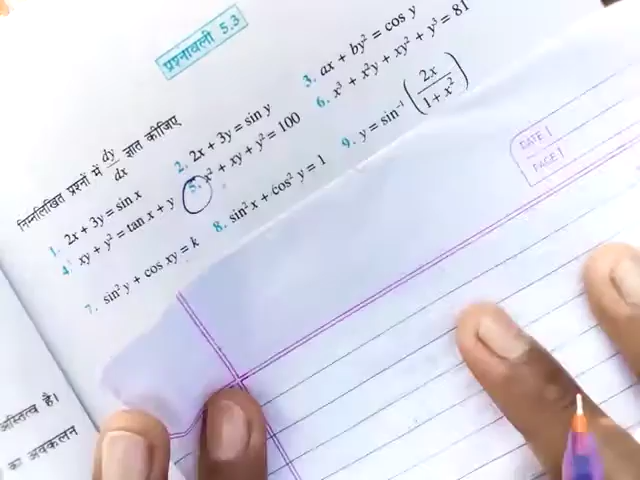 प्रश्नावली 5.3
निम्नलिखित प्रश्नों में dy/dx ज्ञात कीजिए
1. 2x + 3y = sin x
2. 2x + 3y = sin y
3. ax + by² = cos y
4. xy + y² = tan x + y
5. x² + xy + y² = 100
6. x³ + x²y + xy² + y³ = 81
7. sin² y + cos xy = k
8. sin² x + cos² y = 1
9. y = sin⁻¹ (2x/1 + x²)
DATE
PAGE
अस्तित्व है।
का अवकलन